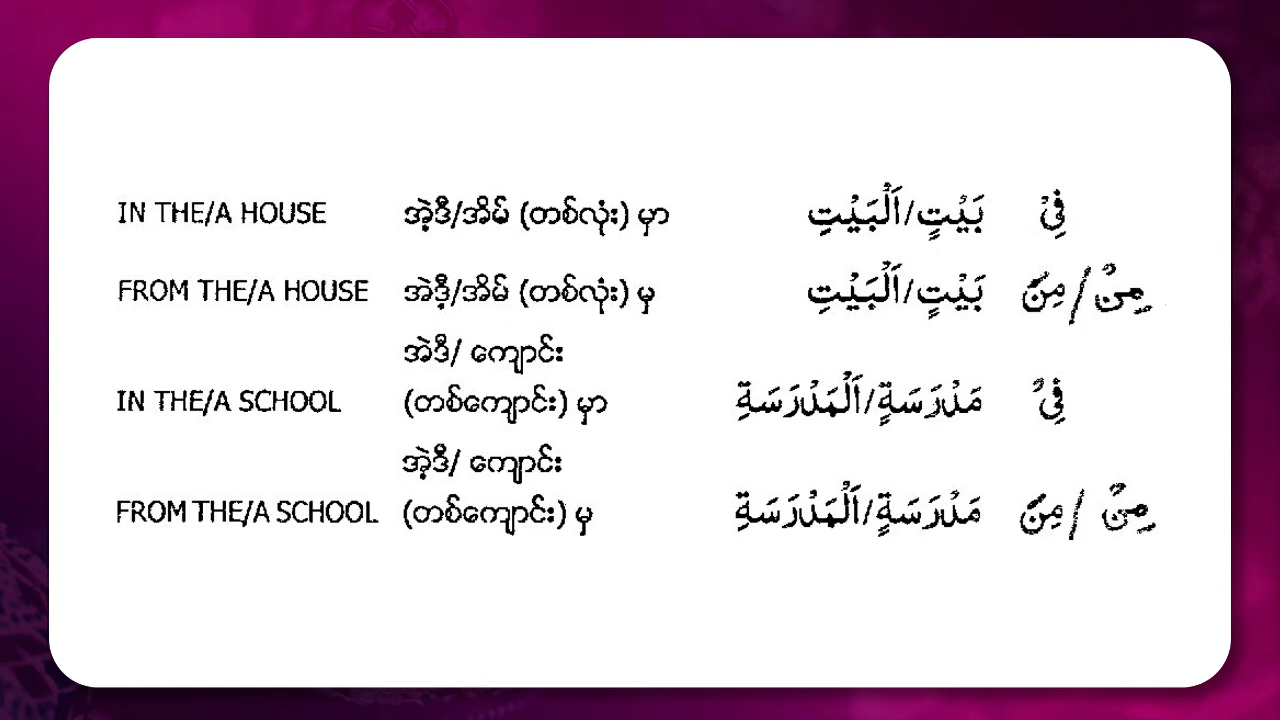 IN THE/A HOUSE အဲ့ဒီ/အိမ် (တစ်လုံး) မှာ فِيْ بَيْتٍ/اَلْبَيْتِ
FROM THE/A HOUSE အဲဒီ့/အိမ် (တစ်လုံး) မှ مِنْ/مِنَ بَيْتٍ/اَلْبَيْتِ
အဲဒီ/ ကျောင်း
IN THE/A SCHOOL (တစ်ကျောင်း) မှာ فِيْ مَدْرَسَةٍ/اَلْمَدْرَسَةِ
အဲ့ဒီ/ ကျောင်း
FROM THE/A SCHOOL (တစ်ကျောင်း) မှ مِنْ / مِنَ مَدْرَسَةٍ/اَلْمَدْرَسَةِ